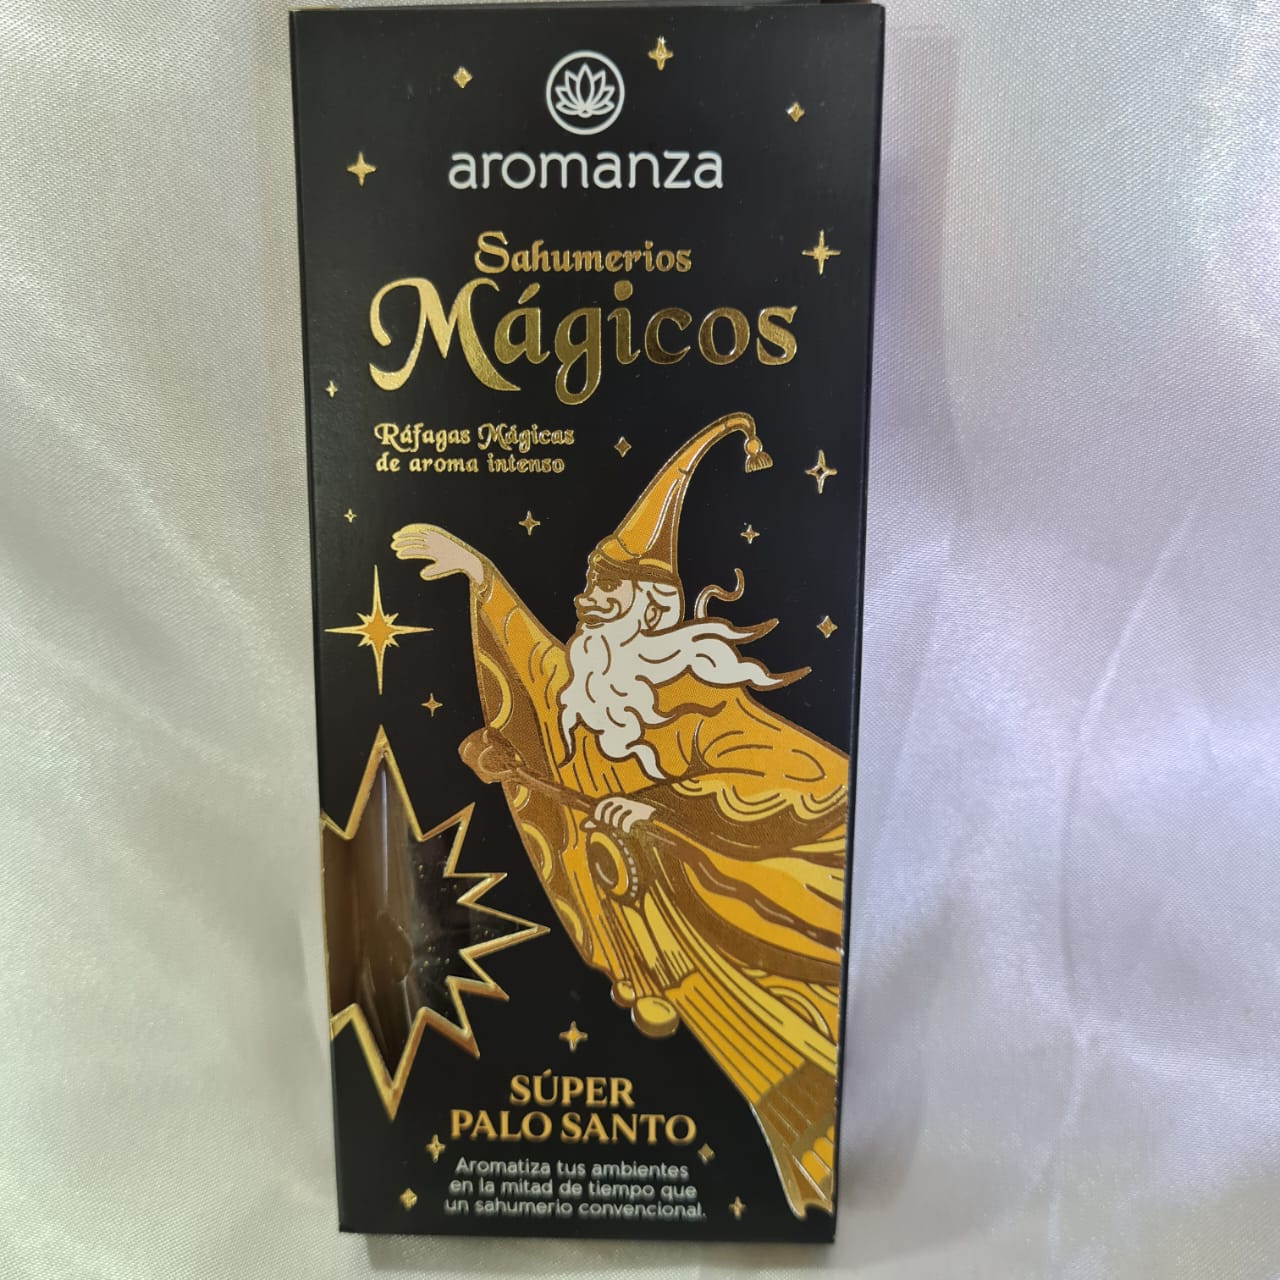 aromanza
Sahumerios
Mágicos
Ráfagas Mágicas
de aroma intenso
SÚPER
PALO SANTO
Aromatiza tus ambientes
en la mitad de tiempo que
un sahumerio convencional.